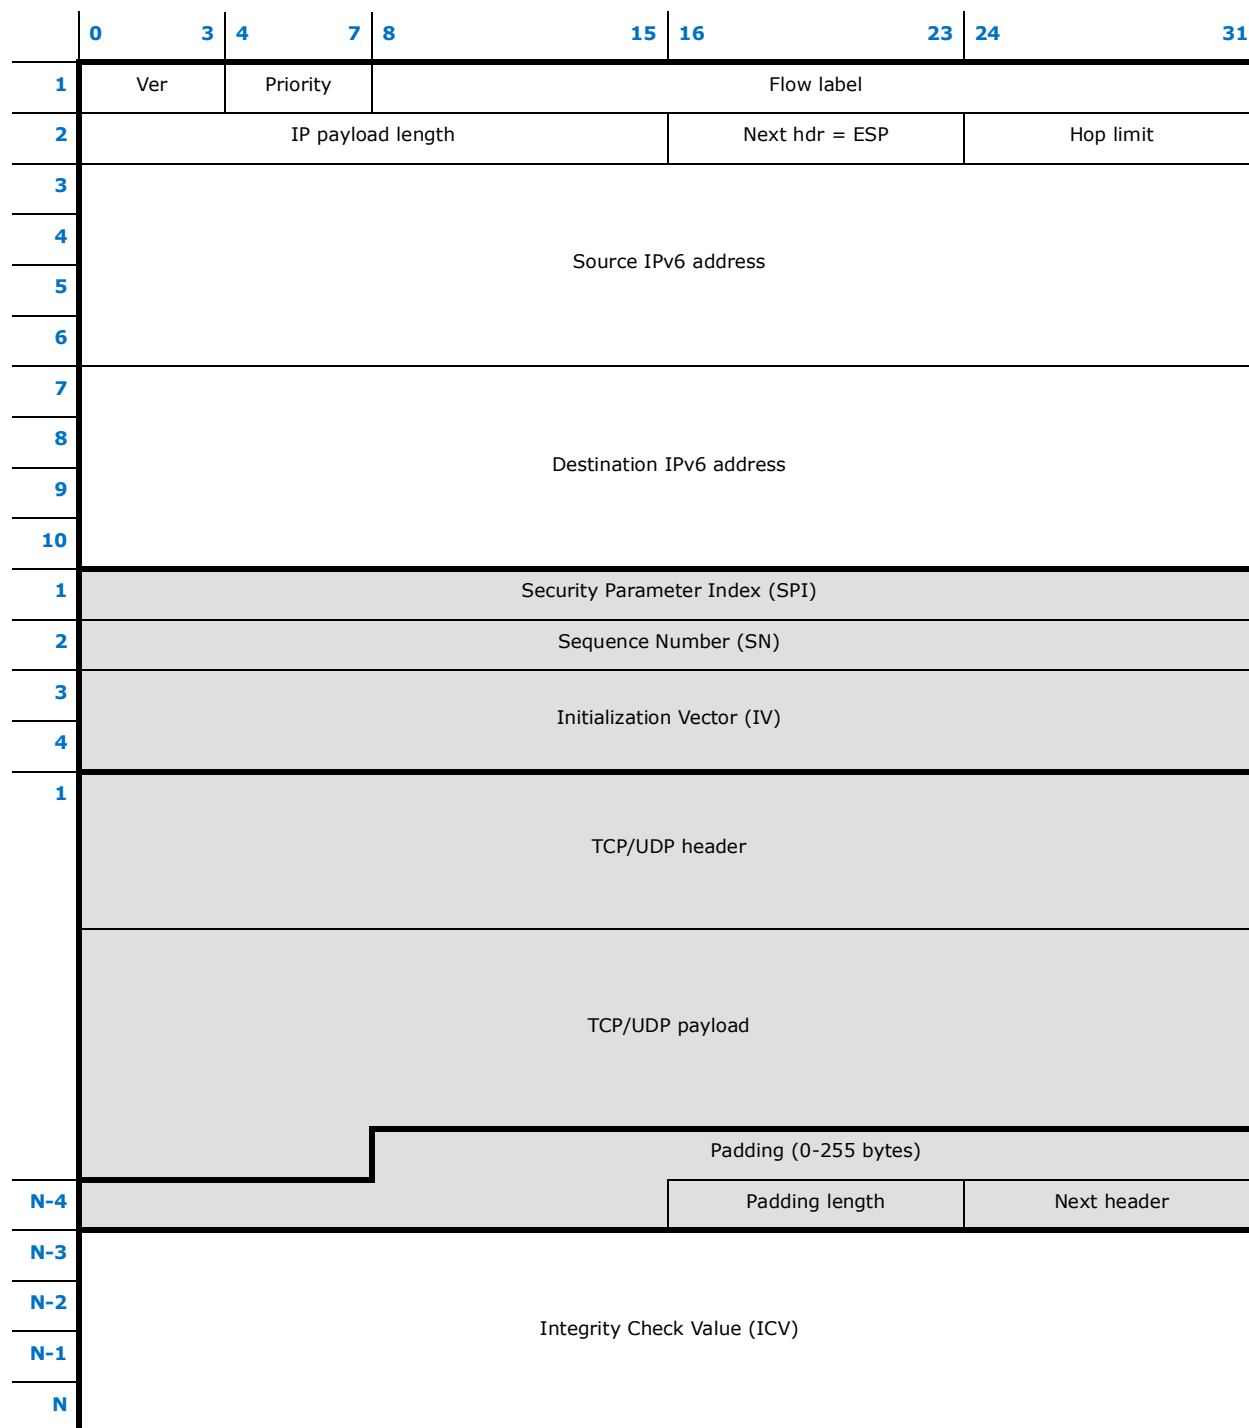 0 3 4 7 8 15 16 23 24 31
1 Ver Priority Flow label
2 IP payload length Next hdr = ESP Hop limit
3
4
Source IPv6 address
5
6
7
8
Destination IPv6 address
9
10
1 Security Parameter Index (SPI)
2 Sequence Number (SN)
3
Initialization Vector (IV)
4
1
TCP/UDP header
TCP/UDP payload
Padding (0-255 bytes)
N-4 Padding length Next header
N-3
N-2
Integrity Check Value (ICV)
N-1
N